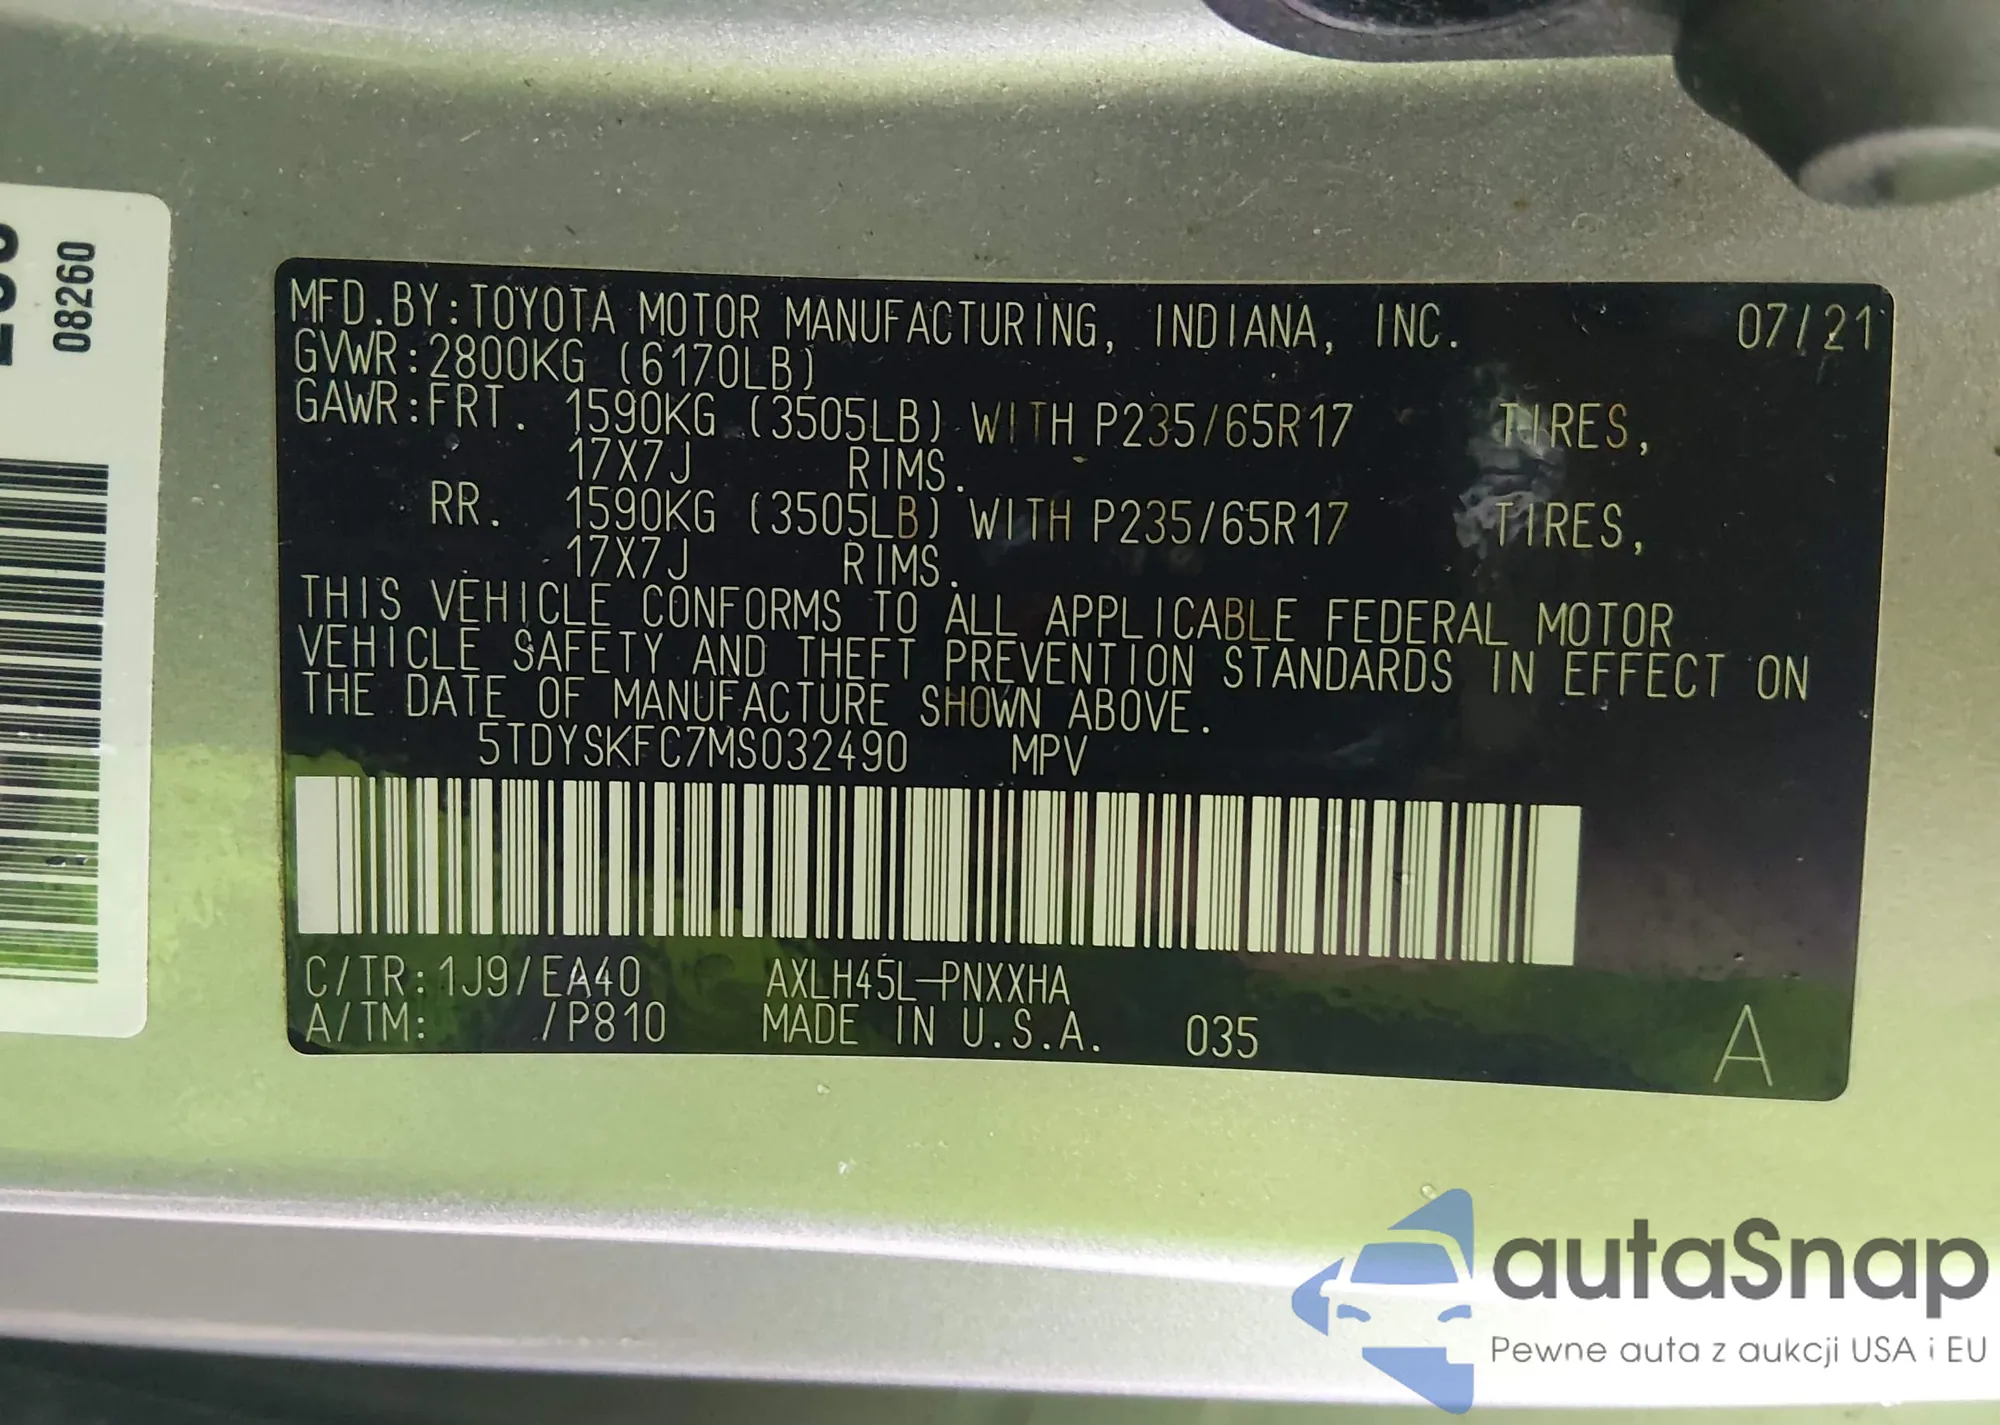 08260
MFD.BY:TOYOTA MOTOR MANUFACTURING, INDIANA, INC. 07/21
GVWR:2800KG (6170LB)
GAWR:FRT. 1590KG (3505LB) WITH P235/65R17 TIRES,
17X7J RIMS.
RR. 1590KG (3505LB) WITH P235/65R17 TIRES,
17X7J RIMS.
THIS VEHICLE CONFORMS TO ALL APPLICABLE FEDERAL MOTOR
VEHICLE SAFETY AND THEFT PREVENTION STANDARDS IN EFFECT ON
THE DATE OF MANUFACTURE SHOWN ABOVE.
5TDYSKFC7MS032490 MPV
C/TR:1J9/EA40 AXLH45L-PNXXHA
A/TM: /P810 MADE IN U.S.A. 035 A
autoSnap
Pewne auta z aukcji USA i EU